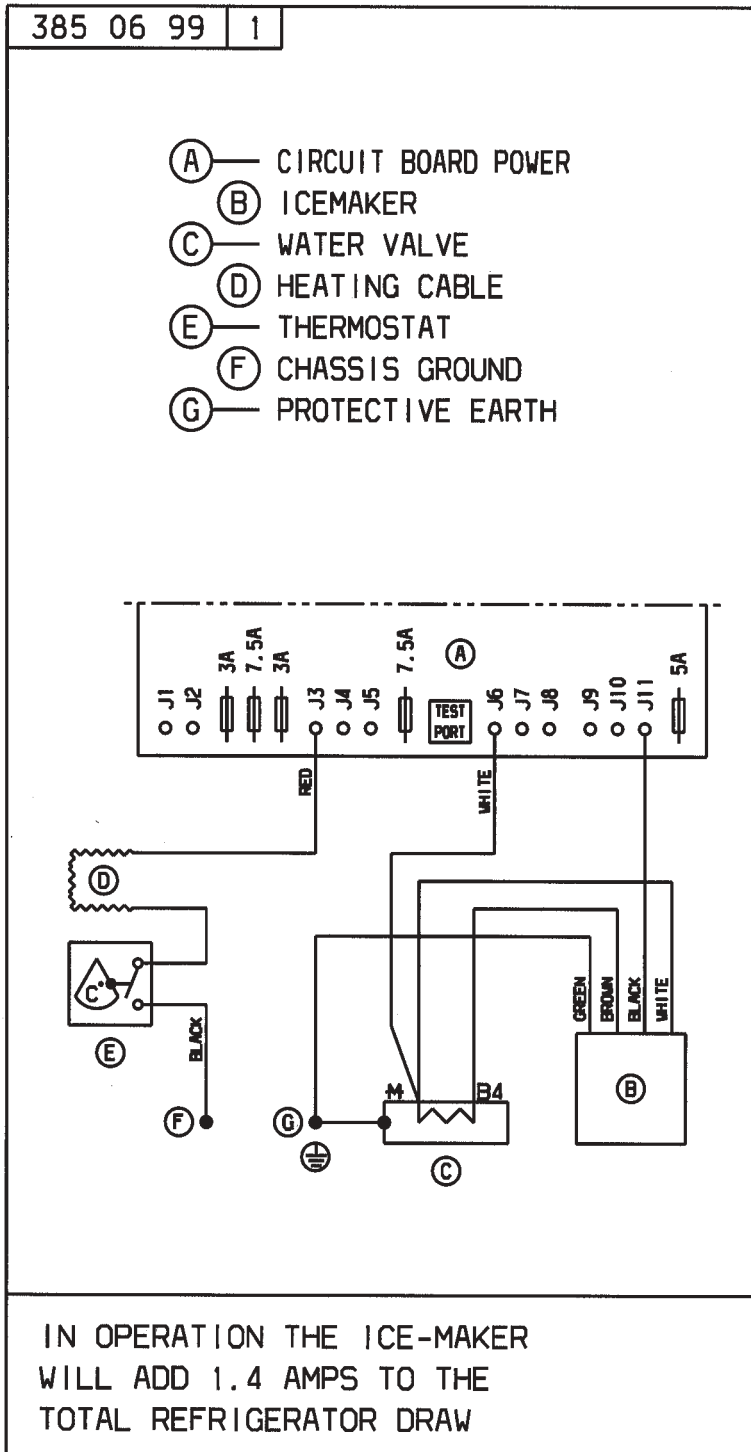 385 06 99 1
A CIRCUIT BOARD POWER
B ICEMAKER
C WATER VALVE
D HEATING CABLE
E THERMOSTAT
F CHASSIS GROUND
G PROTECTIVE EARTH
J1 J2 3A 7.5A 3A J3 J4 J5 7.5A A TEST PORT J6 J7 J8 J9 J10 J11 5A
RED WHITE
D
C°
E
BLACK
GREEN BROWN BLACK WHITE
F
G
M B4
B
C
IN OPERATION THE ICE-MAKER
WILL ADD 1.4 AMPS TO THE
TOTAL REFRIGERATOR DRAW